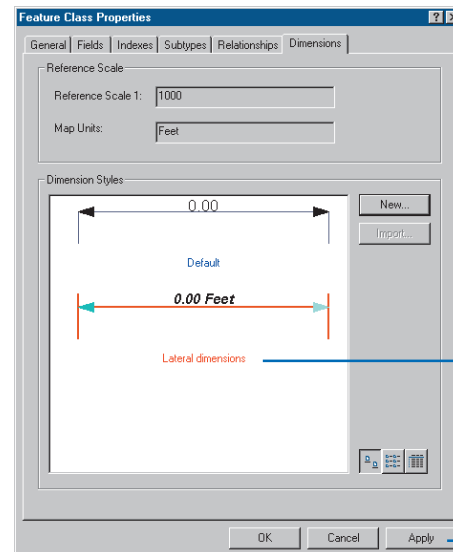 Feature Class Properties
General Fields Indexes Subtypes Relationships Dimensions
Reference Scale
Reference Scale 1: 1000
Map Units: Feet
Dimension Styles
0.00
New...
Import...
Default
0.00 Feet
Lateral dimensions
OK Cancel Apply